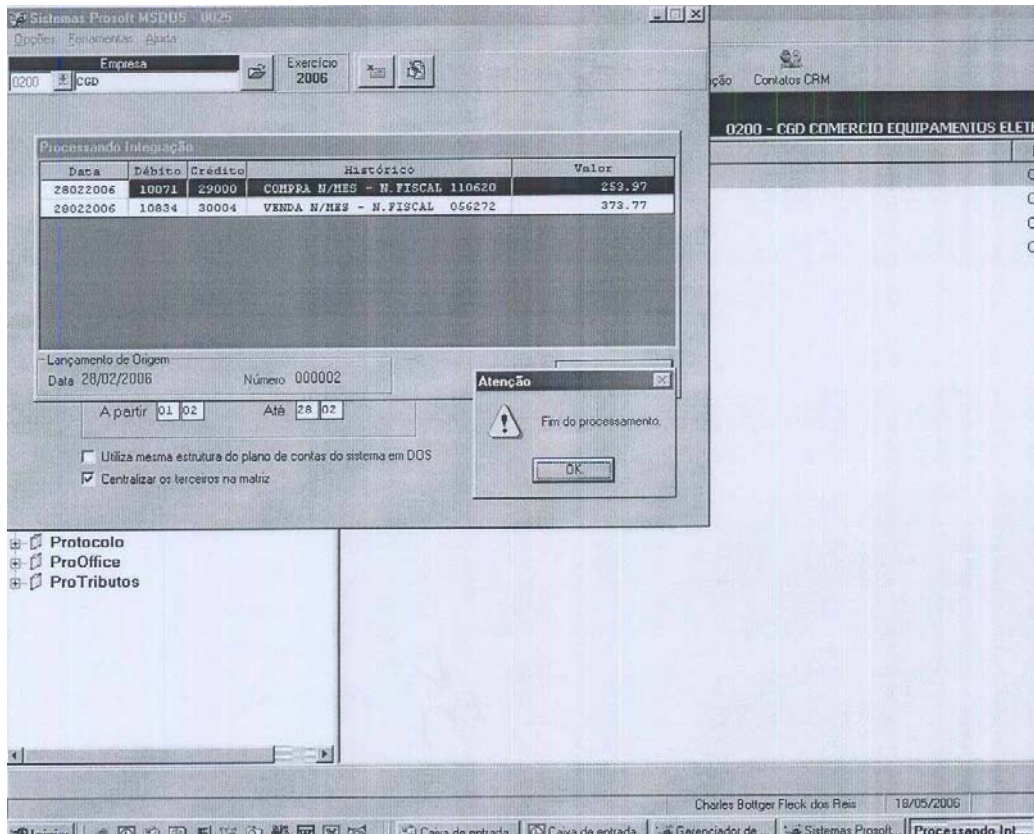 Sistemas Prosoft MSDD5 - 0025
Opções Ferramentas Ajuda
Empresa
0200 CGD
Exercício
2006
ção Contatos CRM
0200 - CGD COMERCIO EQUIPAMENTOS ELET
Processando Integração
Data Débito Crédito Histórico Valor
28022006 10071 29000 COMPRA N/MES - N.FISCAL 110620 253.97
28022006 10834 30004 VENDA N/MES - N.FISCAL 056272 373.77
Lançamento de Origem
Data 28/02/2006 Número 000002
Atenção
Fim do processamento.
OK
A partir 01 02 Até 28 02
Utiliza mesma estrutura do plano de contas do sistema em DOS
Centralizar os terceiros na matriz
Protocolo
ProOffice
ProTributos
Charles Bottger Fleck dos Reis 18/05/2006
Iniciar Caixa de entrada Caixa de entrada Gerenciador de ... Sistemas Prosoft... Processando Int